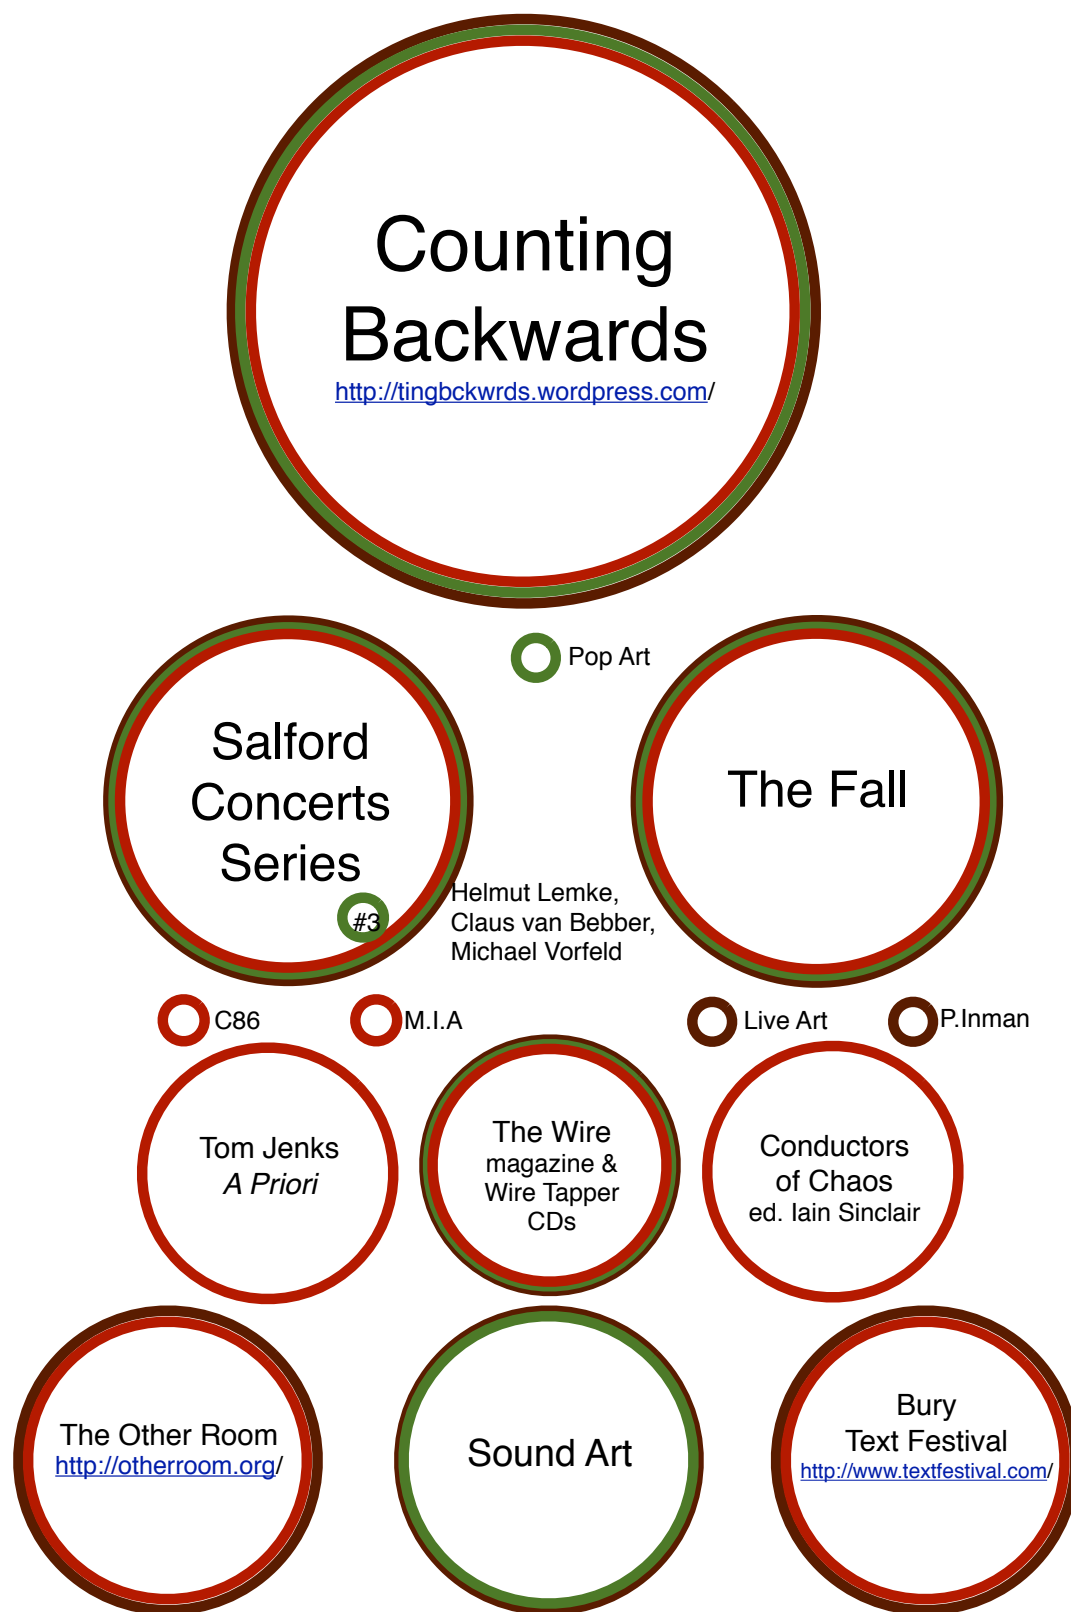 Counting
Backwards
http://tingbckwrds.wordpress.com/
Pop Art
Salford
Concerts
Series
#3
The Fall
Helmut Lemke,
Claus van Bebber,
Michael Vorfeld
C86
M.I.A
Live Art
P.Inman
Tom Jenks
A Priori
The Wire
magazine &
Wire Tapper
CDs
Conductors
of Chaos
ed. Iain Sinclair
The Other Room
http://otherroom.org/
Sound Art
Bury
Text Festival
http://www.textfestival.com/